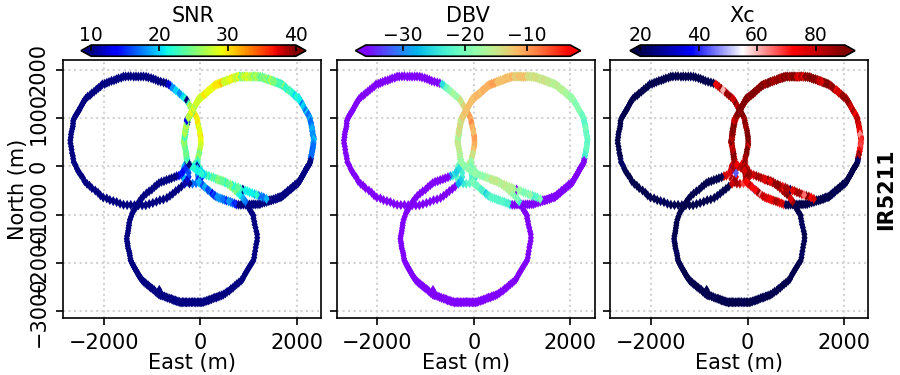 SNR DBV Xc
10 20 30 40 −30 −20 −10 20 40 60 80
North (m)
2000
1000
0
−1000
−2000
−3000
IR5211
−2000 0 2000 −2000 0 2000 −2000 0 2000
East (m) East (m) East (m)